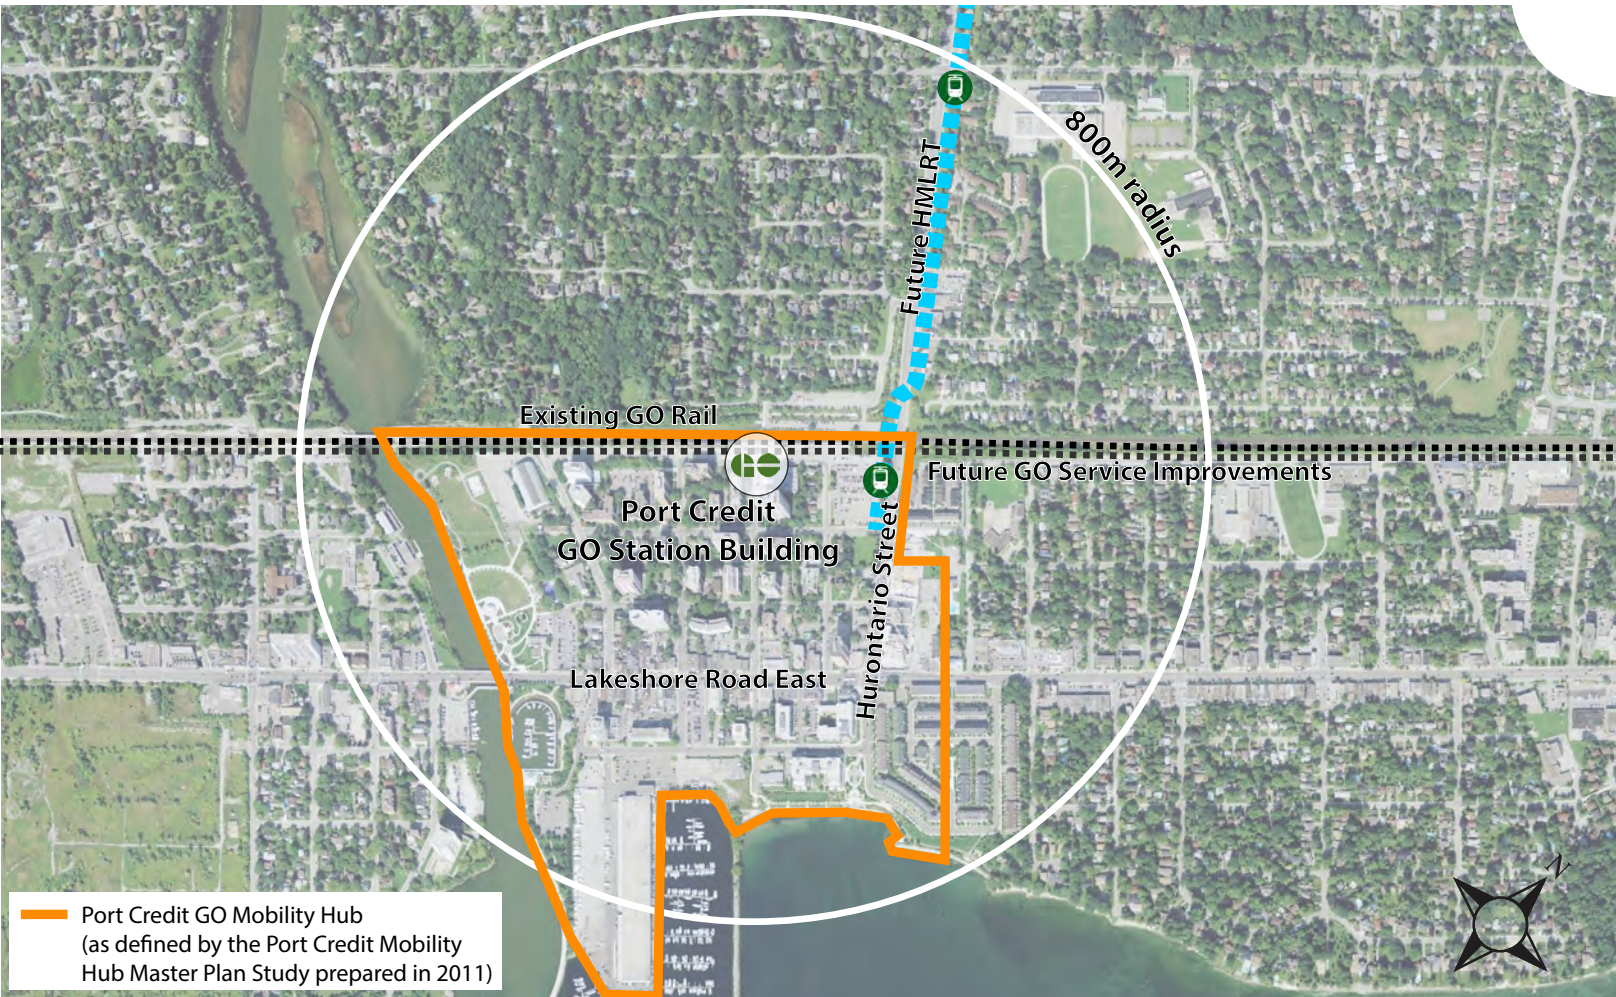 800m radius
Future HMLRT
Existing GO Rail
GO
Future GO Service Improvements
Port Credit
GO Station Building
Hurontario Street
Lakeshore Road East
N
Port Credit GO Mobility Hub
(as defined by the Port Credit Mobility
Hub Master Plan Study prepared in 2011)